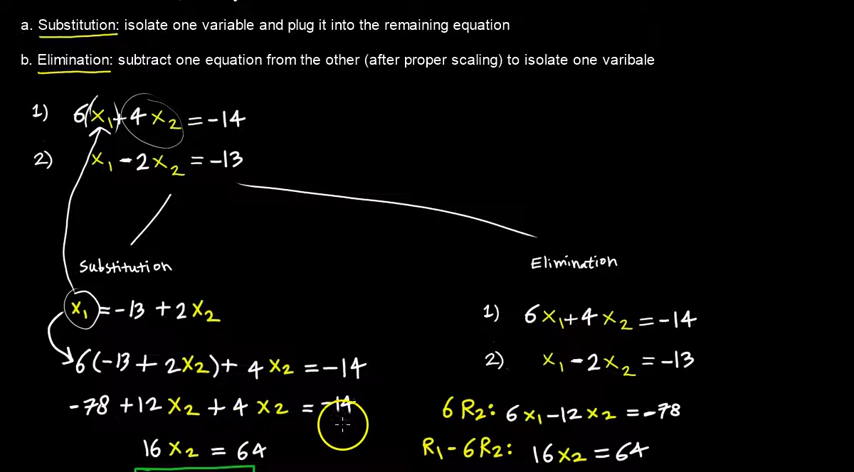 a. Substitution: isolate one variable and plug it into the remaining equation
b. Elimination: subtract one equation from the other (after proper scaling) to isolate one varibale
1) 6(x₁)+4x₂=-14
2) x₁-2x₂=-13
Substitution
x₁=-13+2x₂
6(-13+2x₂)+4x₂=-14
-78+12x₂+4x₂=-14
16x₂=64
Elimination
1) 6x₁+4x₂=-14
2) x₁-2x₂=-13
6R₂: 6x₁-12x₂=-78
R₁-6R₂: 16x₂=64